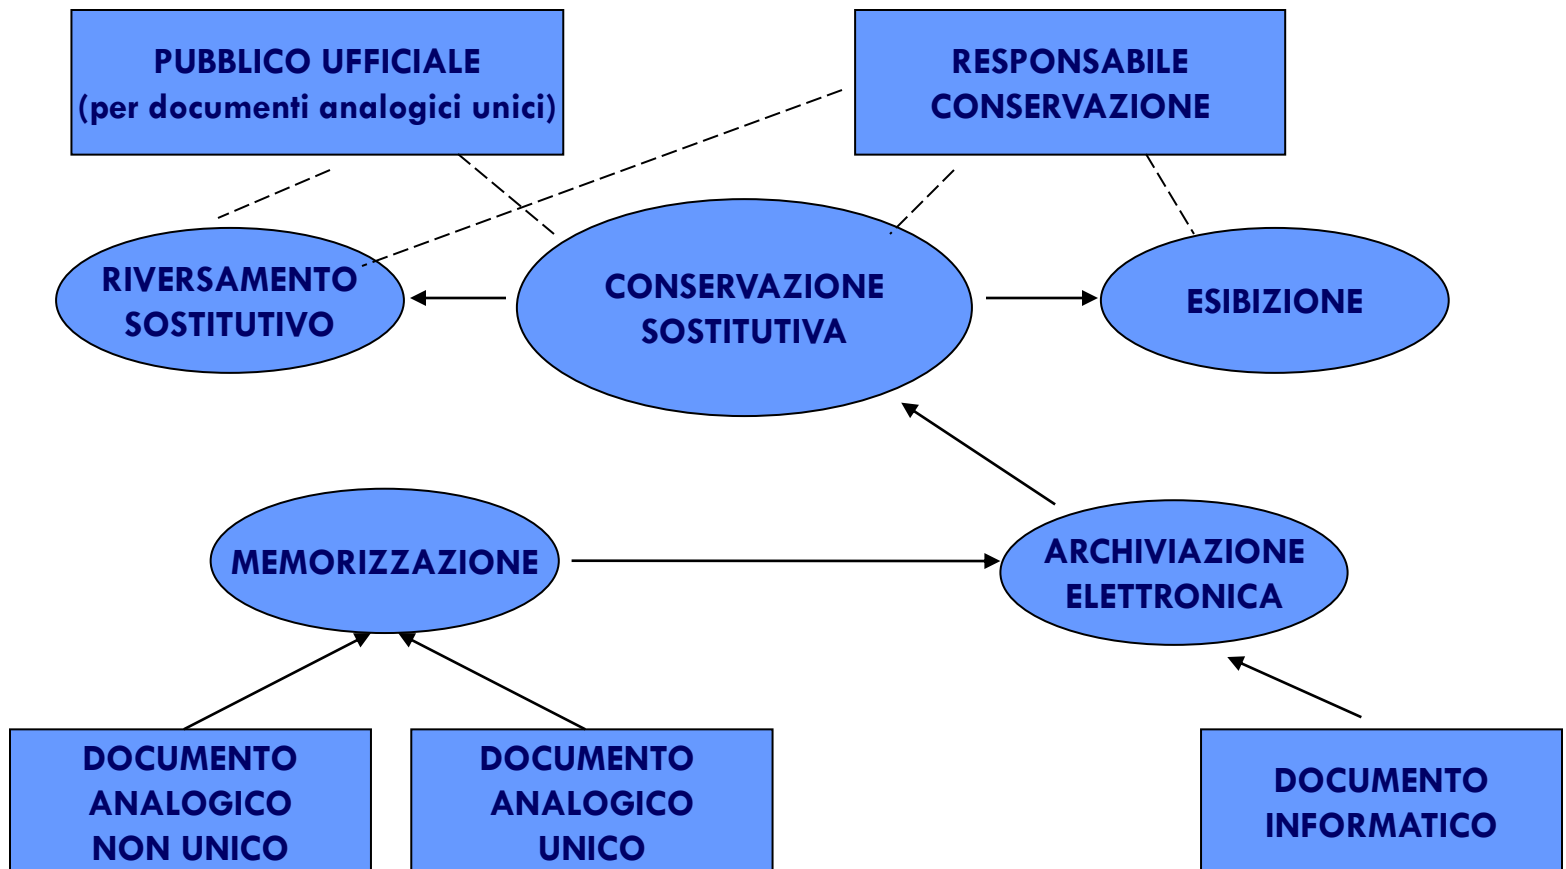 PUBBLICO UFFICIALE
(per documenti analogici unici)
RESPONSABILE
CONSERVAZIONE
RIVERSAMENTO
SOSTITUTIVO
CONSERVAZIONE
SOSTITUTIVA
ESIBIZIONE
MEMORIZZAZIONE
ARCHIVIAZIONE
ELETTRONICA
DOCUMENTO
ANALOGICO
NON UNICO
DOCUMENTO
ANALOGICO
UNICO
DOCUMENTO
INFORMATICO